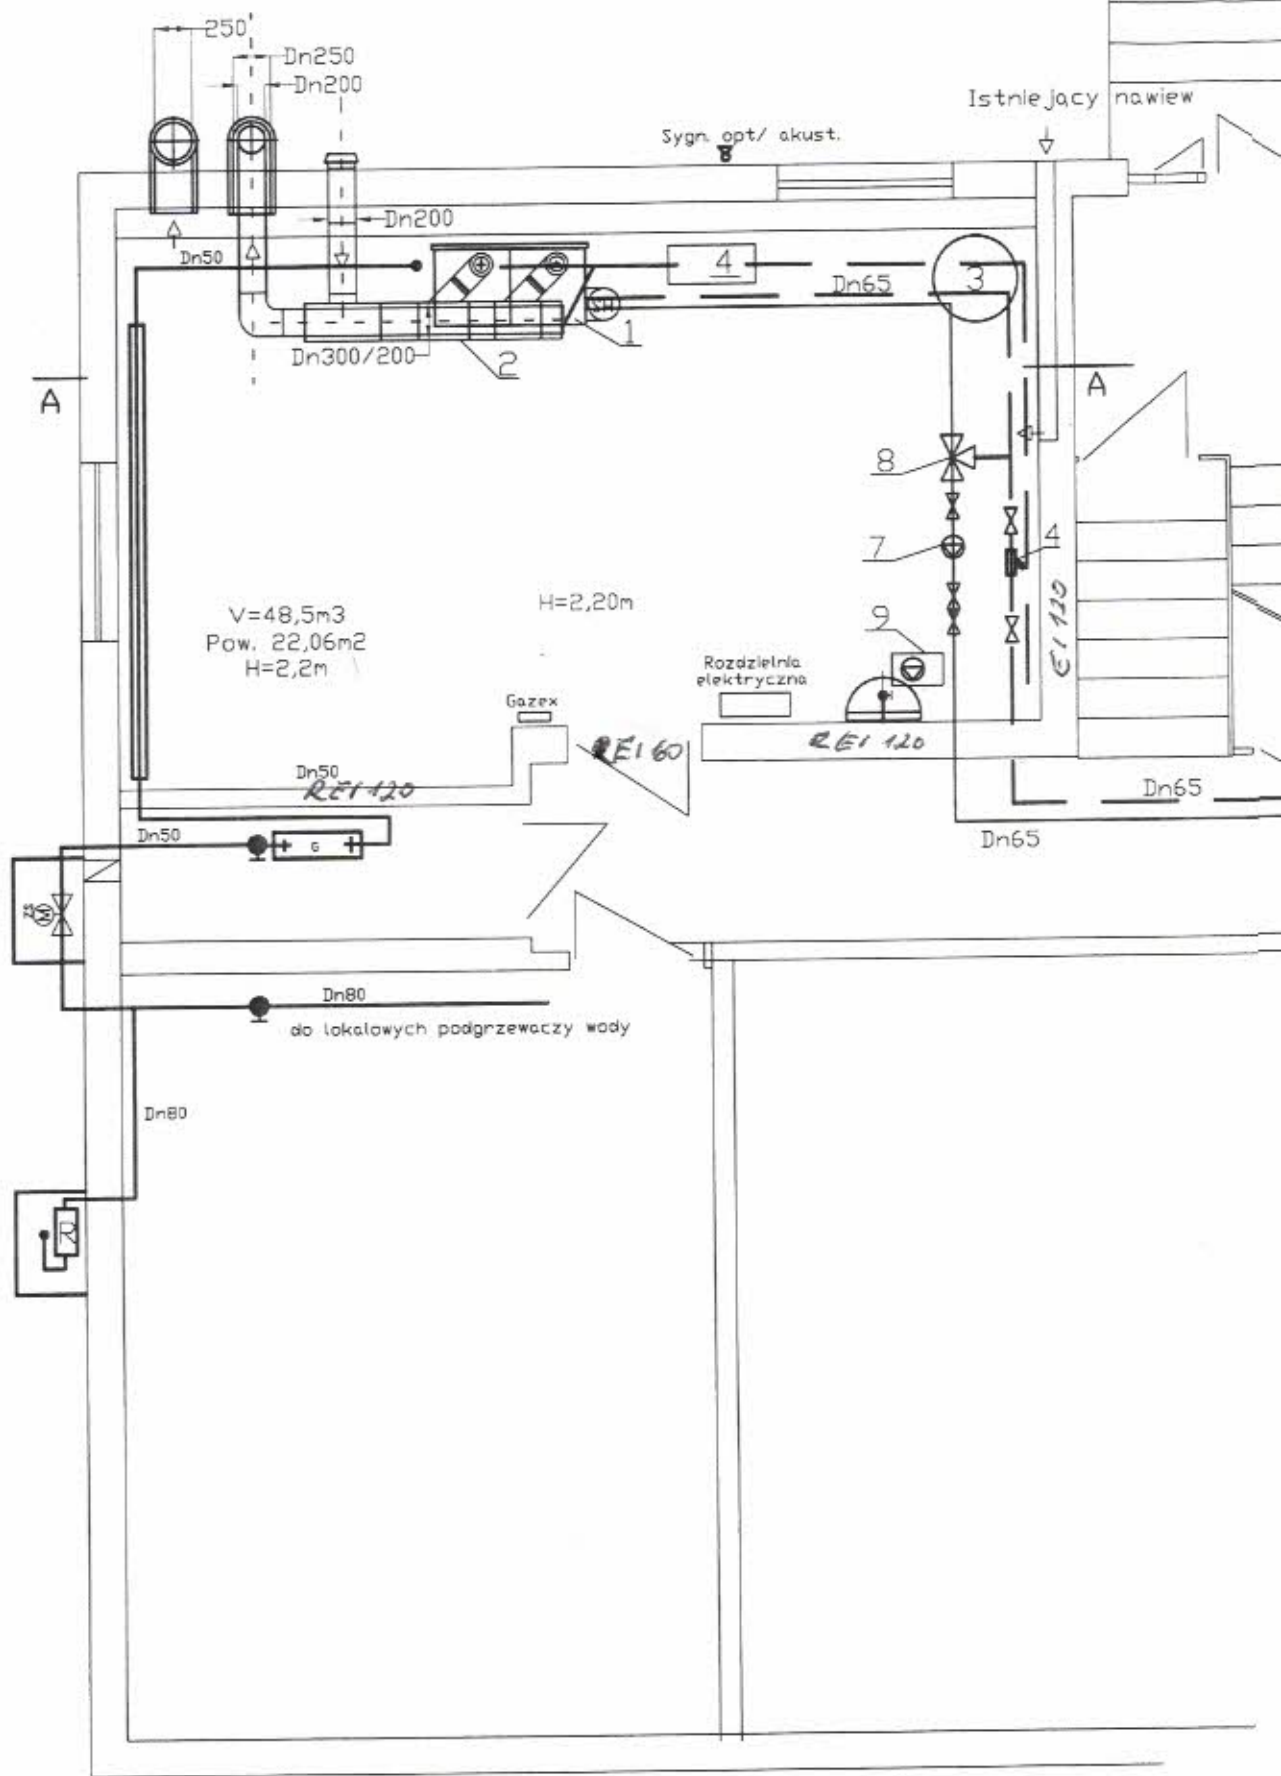 250
Dn250
Dn200
Istniejacy nawiew
Sygn. opt/ akust.
Dn200
Dn50
4
3
Dn65
1
Dn300/200
2
A
A
8
7
4
V=48,5m3
Pow. 22,06m2
H=2,2m
H=2,20m
EI 120
9
Rozdzielnia
elektryczna
Gazex
REI 60
REI 120
Dn50
REI 120
Dn65
Dn50
G
Dn65
ZS
M
Dn80
do lokalowych podgrzewaczy wody
Dn80
R